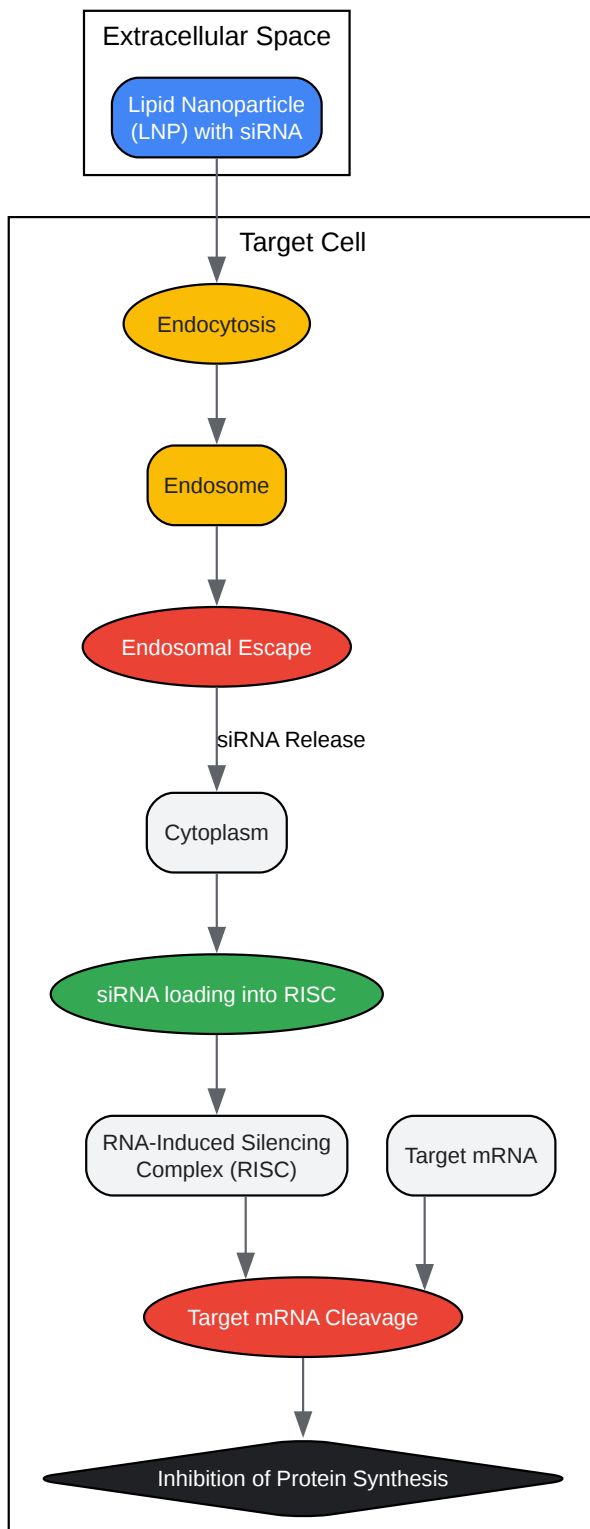 Extracellular Space
Lipid Nanoparticle
(LNP) with siRNA
Target Cell
Endocytosis
Endosome
Endosomal Escape
siRNA Release
Cytoplasm
siRNA loading into RISC
RNA-Induced Silencing
Complex (RISC)
Target mRNA
Target mRNA Cleavage
Inhibition of Protein Synthesis